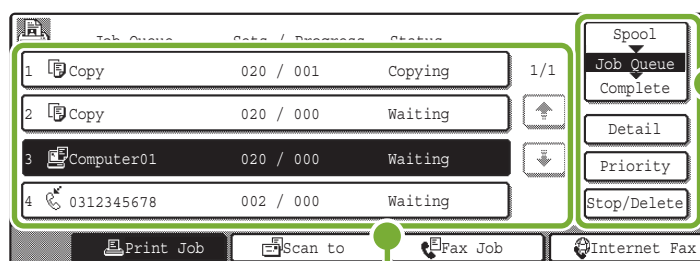 Job Queue Sets / Progress Status
1 Copy 020 / 001 Copying
2 Copy 020 / 000 Waiting
3 Computer01 020 / 000 Waiting
4 0312345678 002 / 000 Waiting
1/1
Spool
Job Queue
Complete
Detail
Priority
Stop/Delete
Print Job Scan to Fax Job Internet Fax